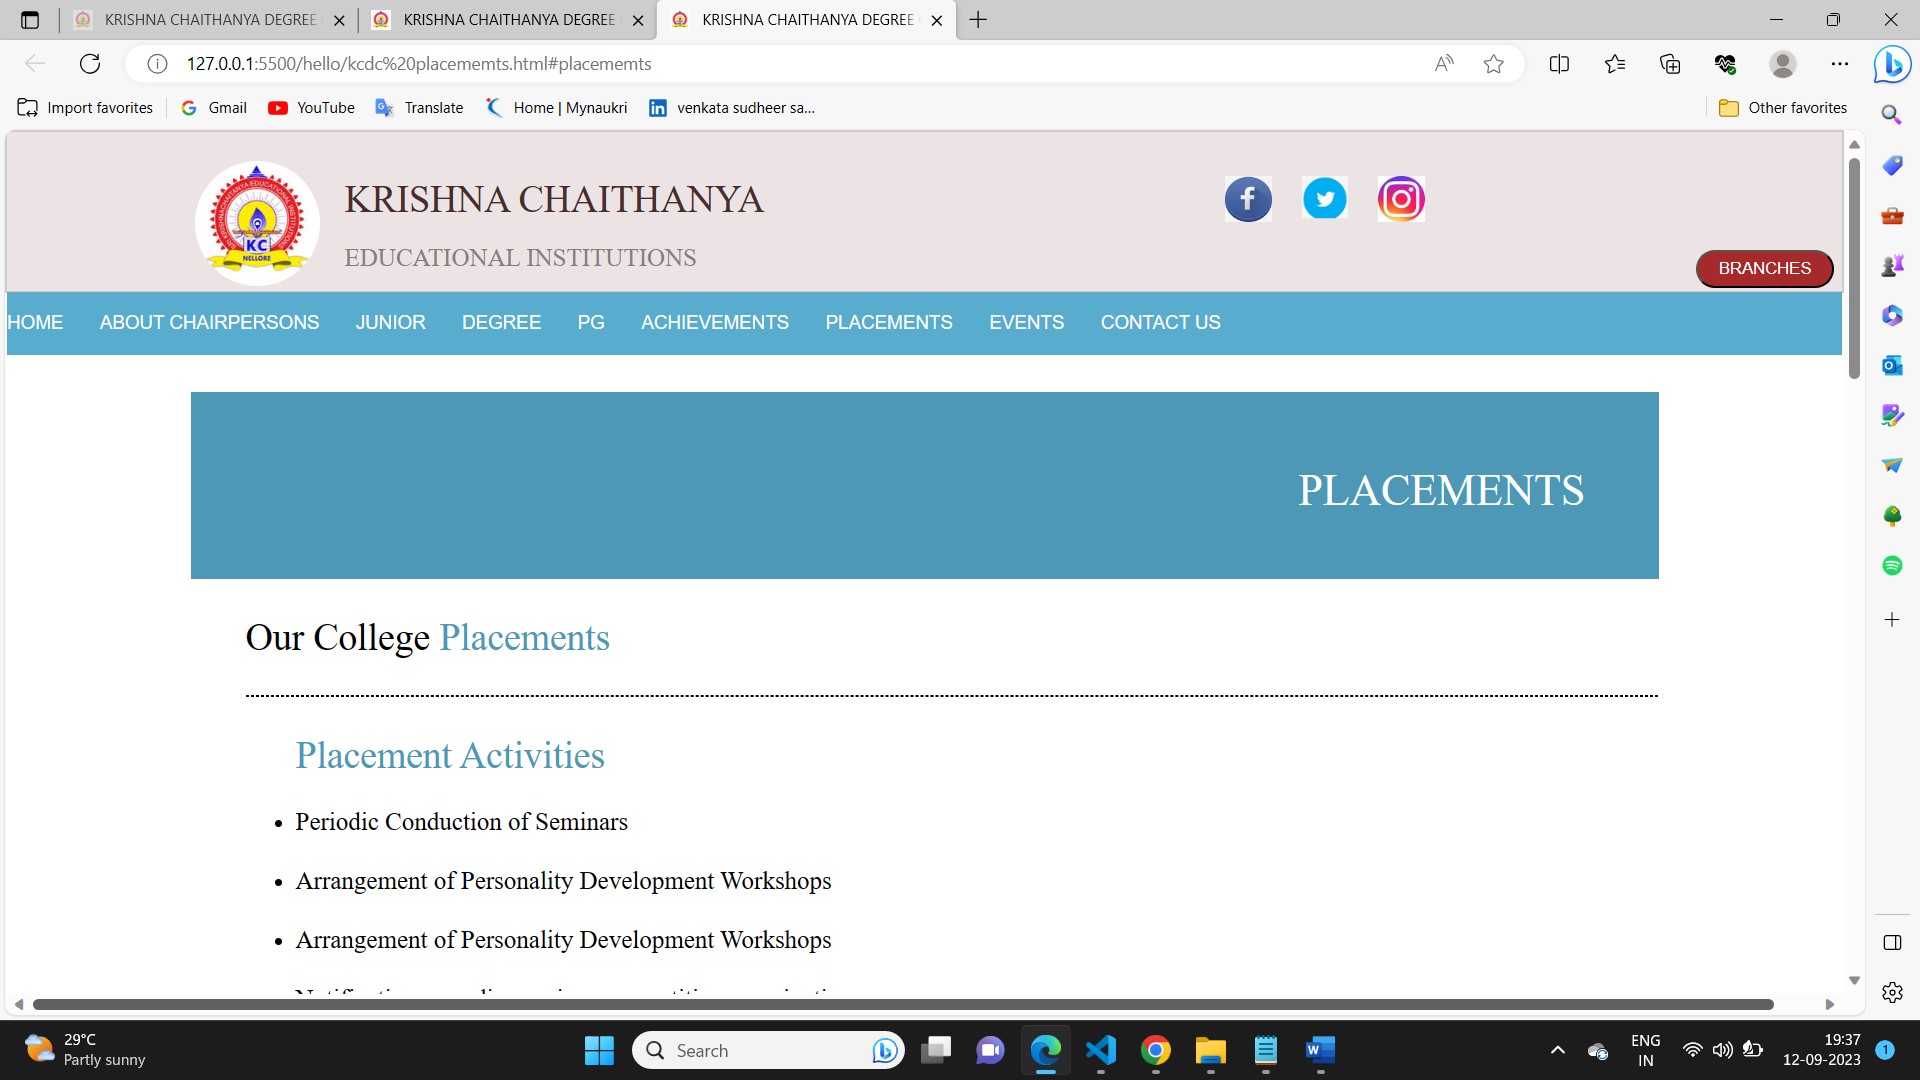 KRISHNA CHAITHANYA DEGREE
KRISHNA CHAITHANYA DEGREE
KRISHNA CHAITHANYA DEGREE
127.0.0.1:5500/hello/kcdc%20placememts.html#placememts
Import favorites
Gmail
YouTube
Translate
Home | Mynaukri
venkata sudheer sa...
Other favorites
KC
NELLORE
KRISHNA CHAITHANYA
EDUCATIONAL INSTITUTIONS
BRANCHES
HOME ABOUT CHAIRPERSONS JUNIOR DEGREE PG ACHIEVEMENTS PLACEMENTS EVENTS CONTACT US
PLACEMENTS
Our College Placements
Placement Activities
• Periodic Conduction of Seminars
• Arrangement of Personality Development Workshops
• Arrangement of Personality Development Workshops
29°C
Partly sunny
Search
ENG
IN
19:37
12-09-2023
1